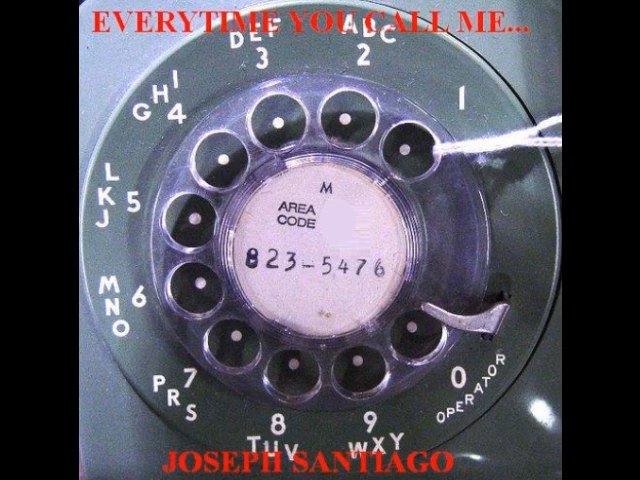 EVERYTIME YOU CALL ME...
ABC
2
DEF
3
1
GHI
4
JKL
5
M
AREA
CODE
823-5476
MNO
6
PRS
7
TUV
8
WXY
9
0
OPERATOR
JOSEPH SANTIAGO